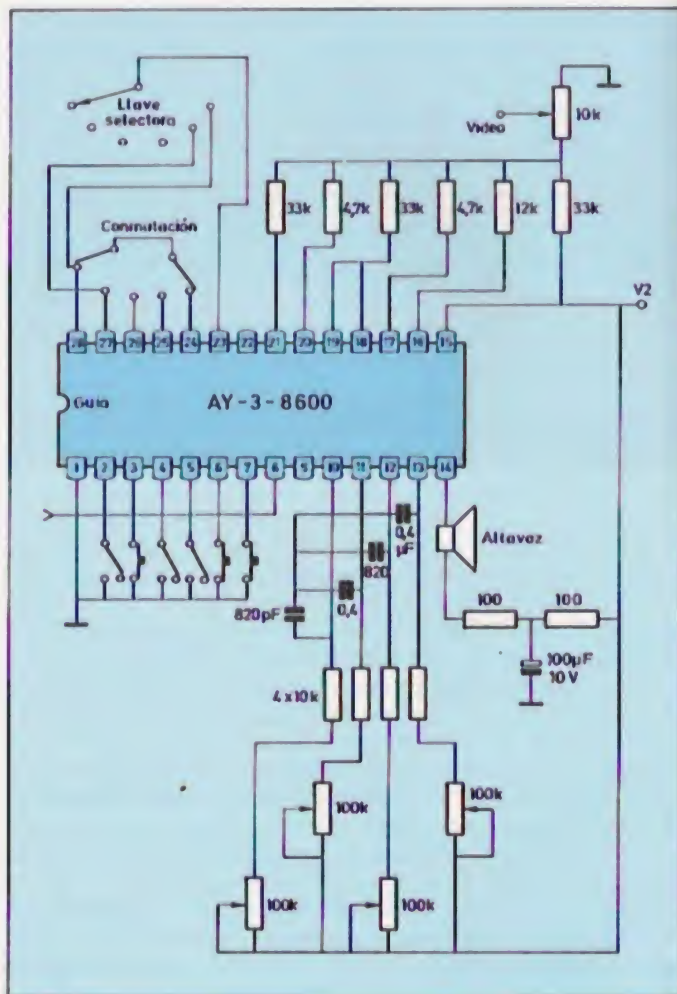 Llave
selectora
Video
10k
33k
4,7k
33k
4,7k
12k
33k
Conmutación
V2
28 27 26 25 24 23 22 21 20 19 18 17 16 15
Guía
AY-3-8600
1 2 3 4 5 6 7 8 9 10 11 12 13 14
0,4
µF
820
Altavoz
820pF
0,4
100
100
100µF
10V
4x10k
100k
100k
100k
100k